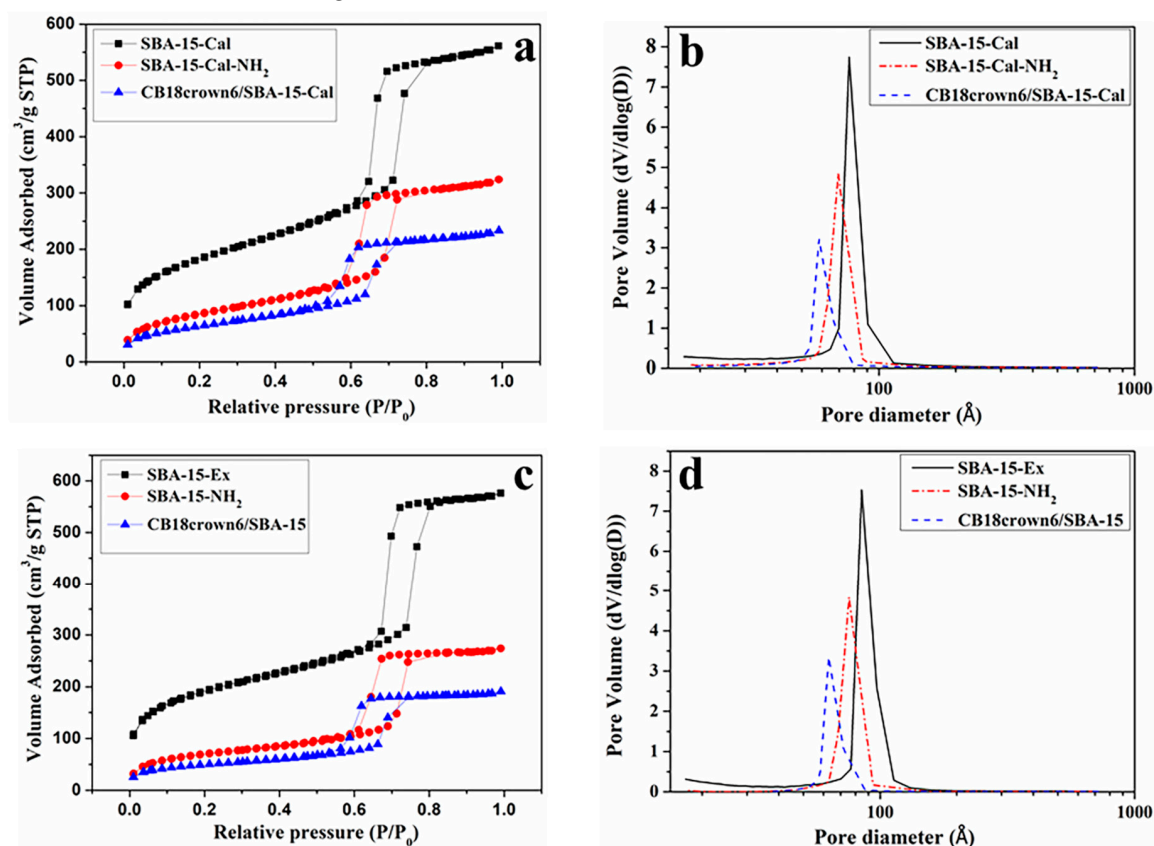 a
SBA-15-Cal
SBA-15-Cal-NH₂
CB18crown6/SBA-15-Cal
Volume Adsorbed (cm³/g STP)
600
500
400
300
200
100
0
0.0 0.2 0.4 0.6 0.8 1.0
Relative pressure (P/P₀)
b
SBA-15-Cal
SBA-15-Cal-NH₂
CB18crown6/SBA-15-Cal
Pore Volume (dV/dlog(D))
8
7
6
5
4
3
2
1
0
100 1000
Pore diameter (Å)
c
SBA-15-Ex
SBA-15-NH₂
CB18crown6/SBA-15
Volume Adsorbed (cm³/g STP)
600
500
400
300
200
100
0
0.0 0.2 0.4 0.6 0.8 1.0
Relative pressure (P/P₀)
d
SBA-15-Ex
SBA-15-NH₂
CB18crown6/SBA-15
Pore Volume (dV/dlog(D))
8
7
6
5
4
3
2
1
0
100 1000
Pore diameter (Å)